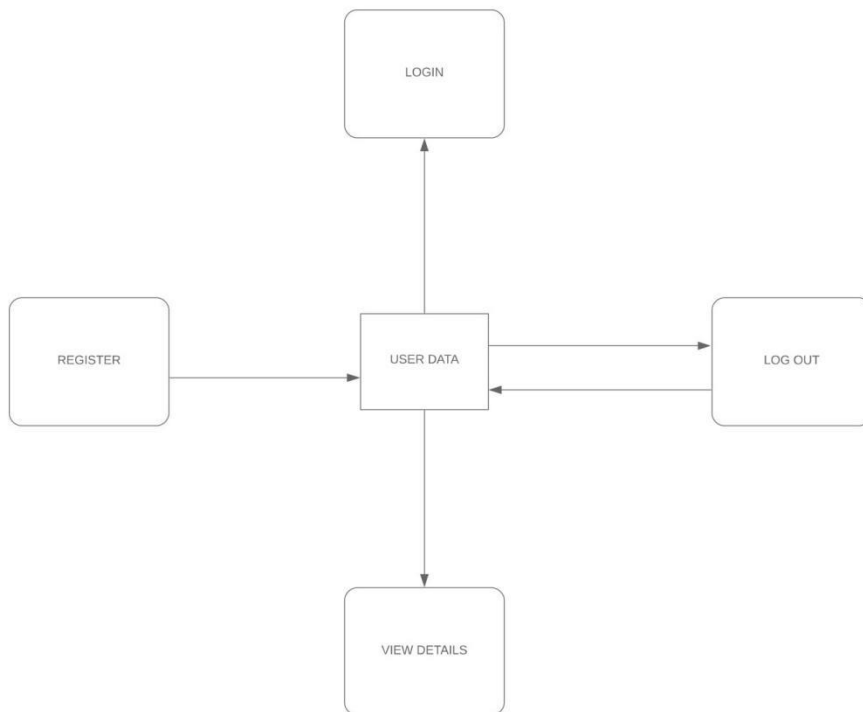 LOGIN
REGISTER
USER DATA
LOG OUT
VIEW DETAILS